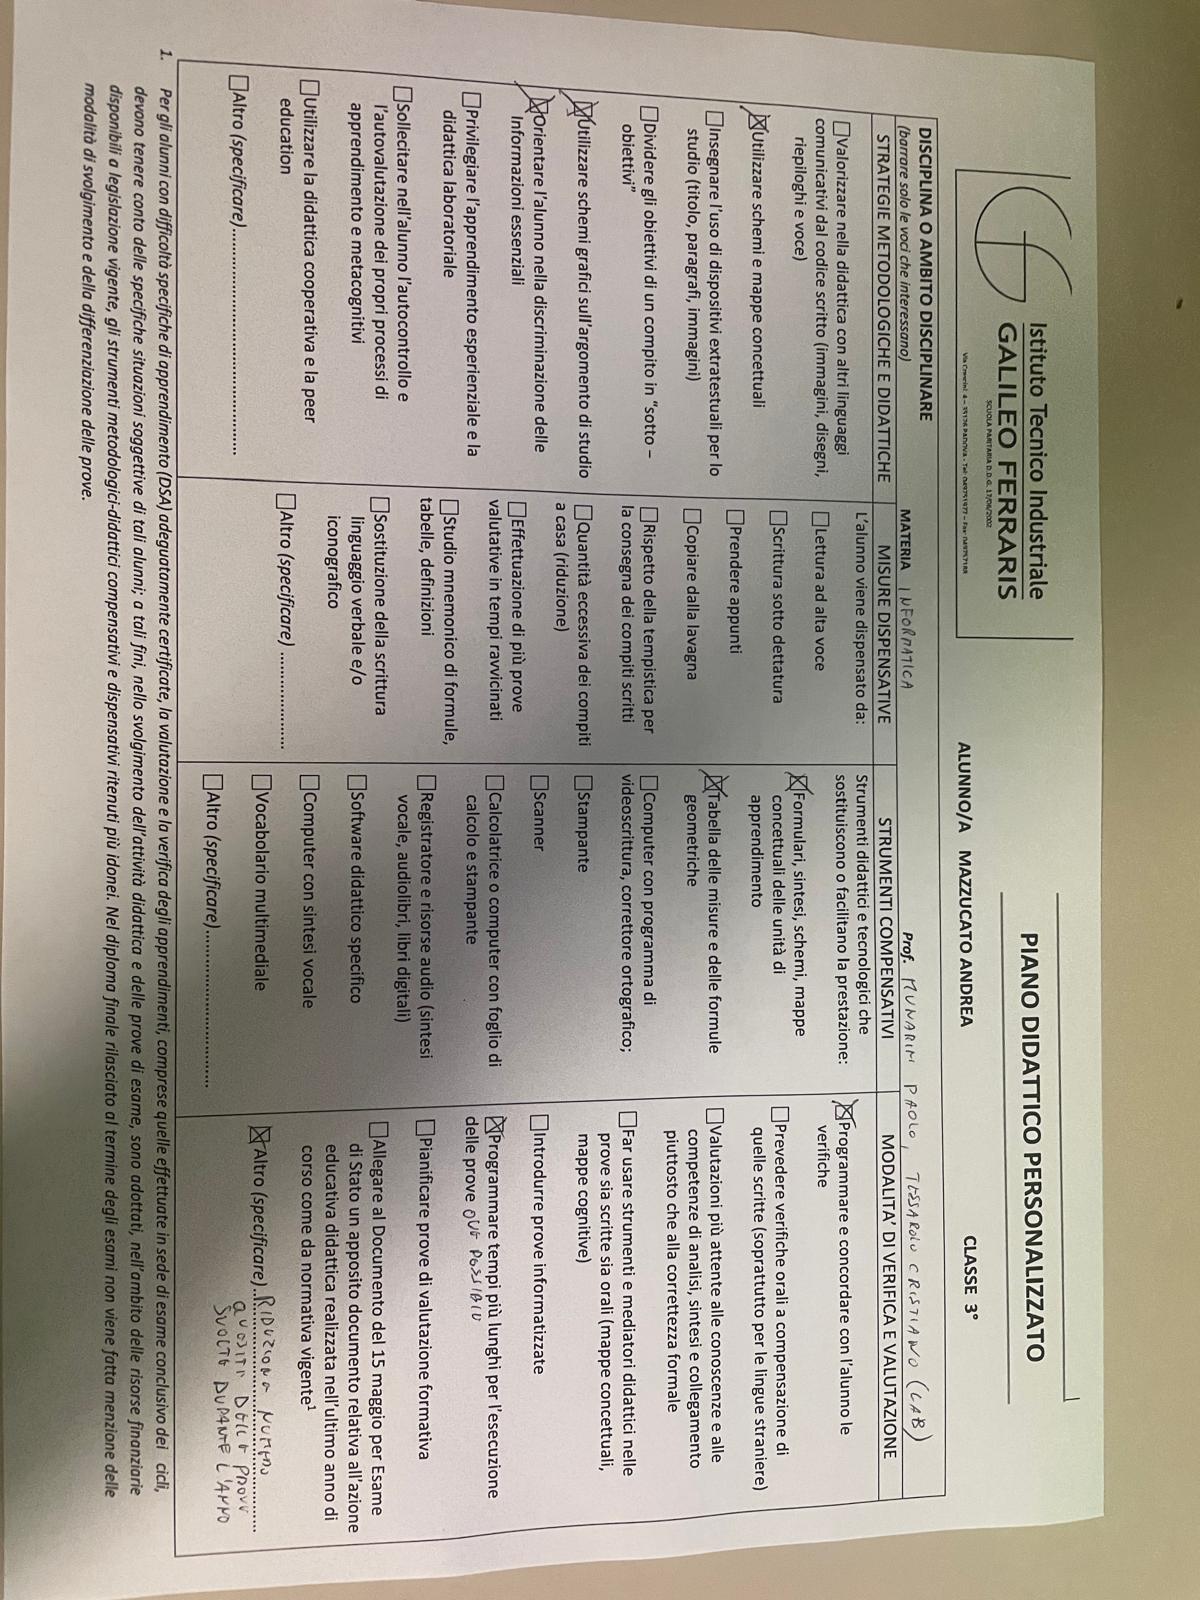 Istituto Tecnico Industriale
GALILEO FERRARIS
SCUOLA PARITARIA D.D.G. 17/06/2002
Via Crescini, 4 – 35126 PADOVA - Tel: 049751977 – Fax: 049757188
PIANO DIDATTICO PERSONALIZZATO
ALUNNO/A MAZZUCATO ANDREA
CLASSE 3°
DISCIPLINA O AMBITO DISCIPLINARE
(barrare solo le voci che interessano)
MATERIA INFORMATICA
Prof. MUNARIM PAOLO, TESSAROLO CRISTIANO (LAB)
STRATEGIE METODOLOGICHE E DIDATTICHE
Valorizzare nella didattica con altri linguaggi
comunicativi dal codice scritto (immagini, disegni,
riepiloghi e voce)
Utilizzare schemi e mappe concettuali
Insegnare l'uso di dispositivi extratestuali per lo
studio (titolo, paragrafi, immagini)
Dividere gli obiettivi di un compito in "sotto –
obiettivi"
Utilizzare schemi grafici sull'argomento di studio
Orientare l'alunno nella discriminazione delle
Informazioni essenziali
Privilegiare l'apprendimento esperienziale e la
didattica laboratoriale
Sollecitare nell'alunno l'autocontrollo e
l'autovalutazione dei propri processi di
apprendimento e metacognitivi
Utilizzare la didattica cooperativa e la peer
education
Altro (specificare)..................................................
MISURE DISPENSATIVE
L'alunno viene dispensato da:
Lettura ad alta voce
Scrittura sotto dettatura
Prendere appunti
Copiare dalla lavagna
Rispetto della tempistica per
la consegna dei compiti scritti
Quantità eccessiva dei compiti
a casa (riduzione)
Effettuazione di più prove
valutative in tempi ravvicinati
Studio mnemonico di formule,
tabelle, definizioni
Sostituzione della scrittura
linguaggio verbale e/o
iconografico
Altro (specificare) .....................
STRUMENTI COMPENSATIVI
Strumenti didattici e tecnologici che
sostituiscono o facilitano la prestazione:
Formulari, sintesi, schemi, mappe
concettuali delle unità di
apprendimento
Tabella delle misure e delle formule
geometriche
Computer con programma di
videoscrittura, correttore ortografico;
Stampante
Scanner
Calcolatrice o computer con foglio di
calcolo e stampante
Registratore e risorse audio (sintesi
vocale, audiolibri, libri digitali)
Software didattico specifico
Computer con sintesi vocale
Vocabolario multimediale
Altro (specificare)..................................
MODALITA' DI VERIFICA E VALUTAZIONE
Programmare e concordare con l'alunno le
verifiche
Prevedere verifiche orali a compensazione di
quelle scritte (soprattutto per le lingue straniere)
Valutazioni più attente alle conoscenze e alle
competenze di analisi, sintesi e collegamento
piuttosto che alla correttezza formale
Far usare strumenti e mediatori didattici nelle
prove sia scritte sia orali (mappe concettuali,
mappe cognitive)
Introdurre prove informatizzate
Programmare tempi più lunghi per l'esecuzione
delle prove OVE POSSIBILE
Pianificare prove di valutazione formativa
Allegare al Documento del 15 maggio per Esame
di Stato un apposito documento relativa all'azione
educativa didattica realizzata nell'ultimo anno di
corso come da normativa vigente1
Altro (specificare)..RIDUZIONE NUMERO
QUESITI DELLE PROVE
SVOLTE DURANTE L'ANNO
1. Per gli alunni con difficoltà specifiche di apprendimento (DSA) adeguatamente certificate, la valutazione e la verifica degli apprendimenti, comprese quelle effettuate in sede di esame conclusivo dei cicli,
devono tenere conto delle specifiche situazioni soggettive di tali alunni; a tali fini, nello svolgimento dell'attività didattica e delle prove di esame, sono adottati, nell'ambito delle risorse finanziarie
disponibili a legislazione vigente, gli strumenti metodologici-didattici compensativi e dispensativi ritenuti più idonei. Nel diploma finale rilasciato al termine degli esami non viene fatta menzione delle
modalità di svolgimento e della differenziazione delle prove.